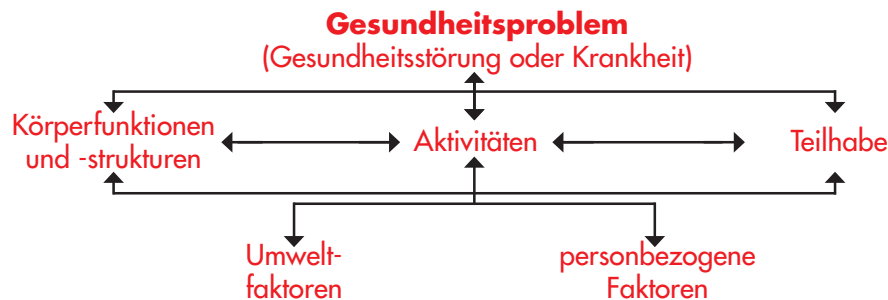 Gesundheitsproblem
(Gesundheitsstörung oder Krankheit)
Körperfunktionen
und -strukturen
Aktivitäten
Teilhabe
Umwelt-
faktoren
personbezogene
Faktoren